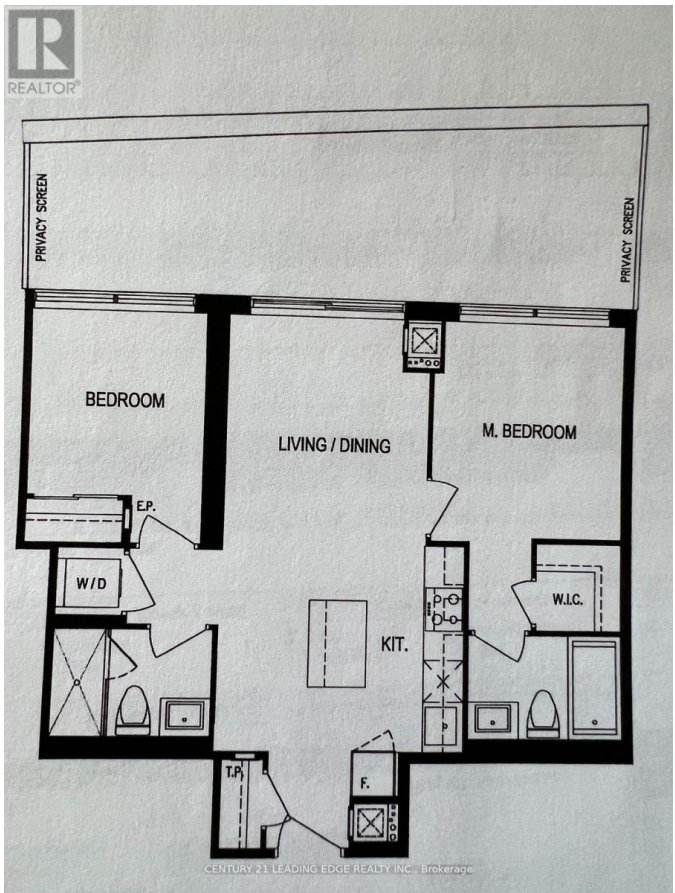 REALTOR®
PRIVACY SCREEN
PRIVACY SCREEN
BEDROOM
LIVING / DINING
M. BEDROOM
E.P.
W/D
W.I.C.
KIT.
T.P.
F.
CENTURY 21 LEADING EDGE REALTY INC., Brokerage